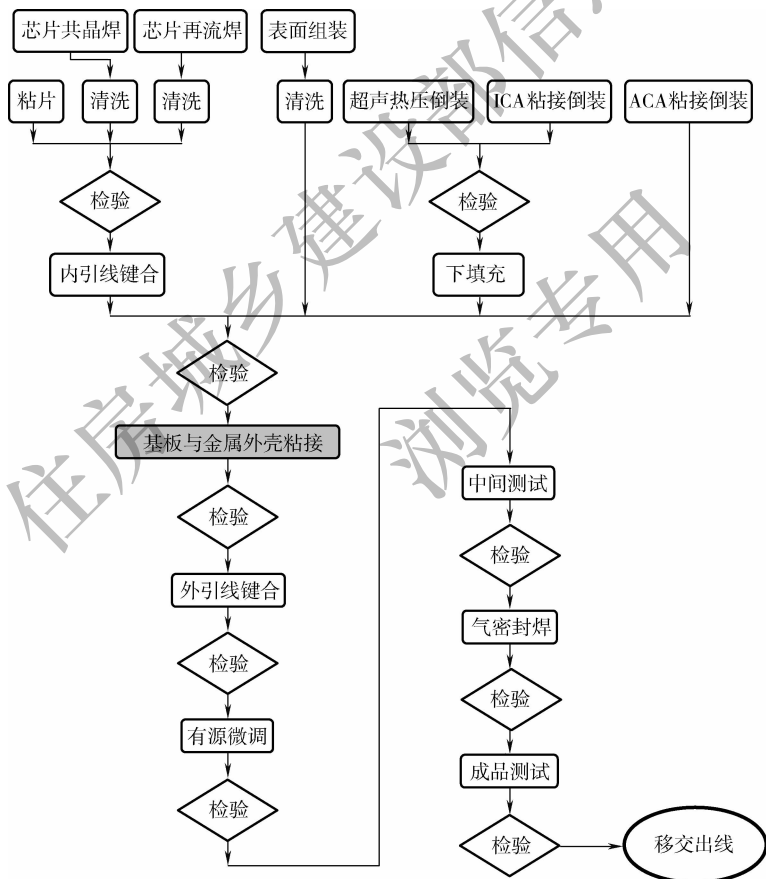 芯片共晶焊
芯片再流焊
表面组装
粘片
清洗
清洗
清洗
超声热压倒装
ICA粘接倒装
ACA粘接倒装
检验
检验
内引线键合
下填充
检验
基板与金属外壳粘接
检验
外引线键合
检验
有源微调
检验
中间测试
检验
气密封焊
检验
成品测试
检验
移交出线
住房城乡建设部信
浏览专用